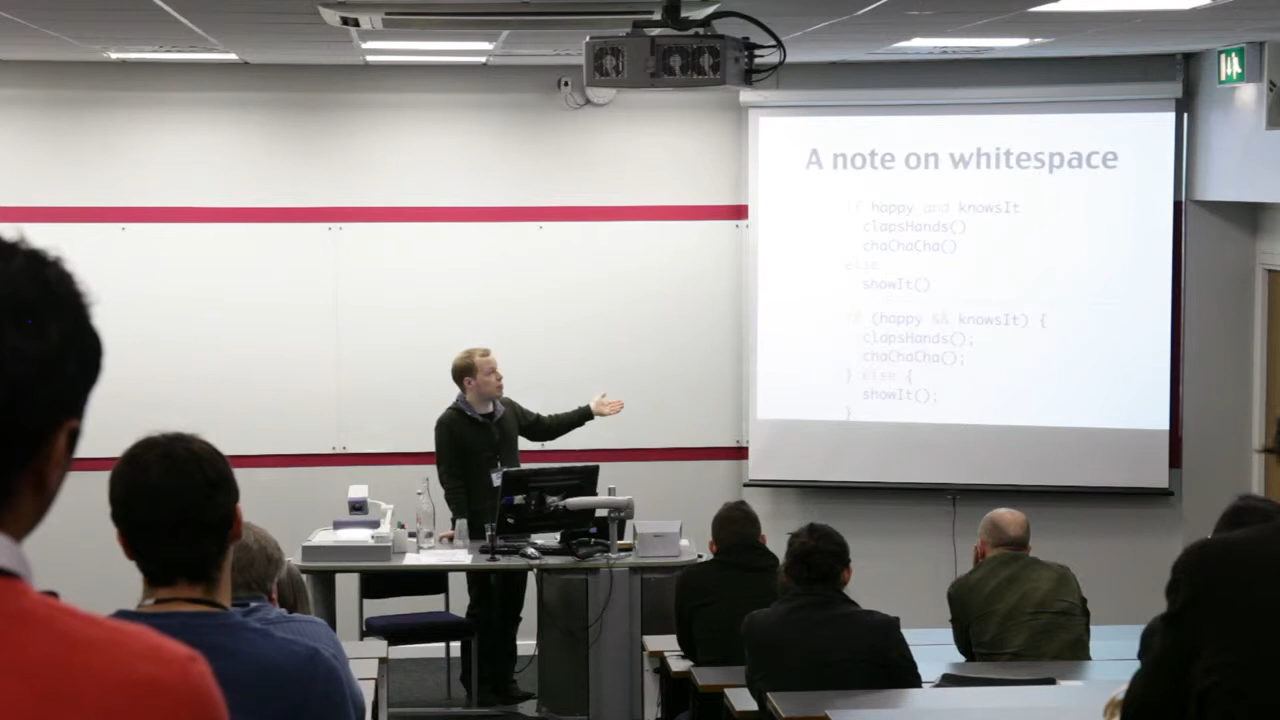 A note on whitespace
if happy and knowsIt
clapsHands()
chaChaCha()
else
showIt()
if (happy && knowsIt) {
clapsHands();
chaChaCha();
} else {
showIt();
}